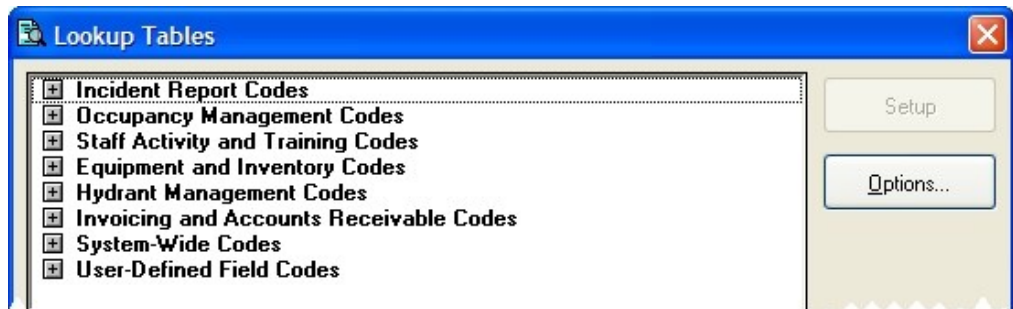 Lookup Tables
Incident Report Codes
Occupancy Management Codes
Staff Activity and Training Codes
Equipment and Inventory Codes
Hydrant Management Codes
Invoicing and Accounts Receivable Codes
System-Wide Codes
User-Defined Field Codes
Setup
Options...